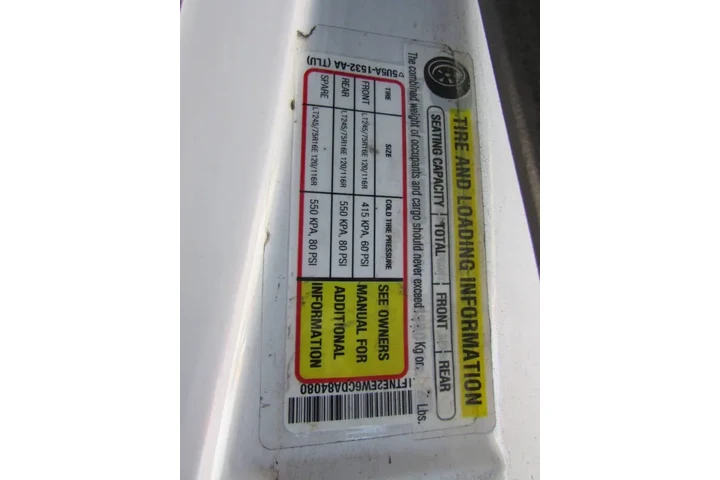 TIRE AND LOADING INFORMATION
SEATING CAPACITY TOTAL FRONT REAR
The combined weight of occupants and cargo should never exceed Kg or Lbs.
TIRE SIZE COLD TIRE PRESSURE
FRONT LT245/75R16E 120/116R 415 KPA, 60 PSI
REAR LT245/75R16E 120/116R 550 KPA, 80 PSI
SPARE LT245/75R16E 120/116R 550 KPA, 80 PSI
SEE OWNERS
MANUAL FOR
ADDITIONAL
INFORMATION
5U5A-1532-AA (TLU)
1FTNE2EW6CDA84080